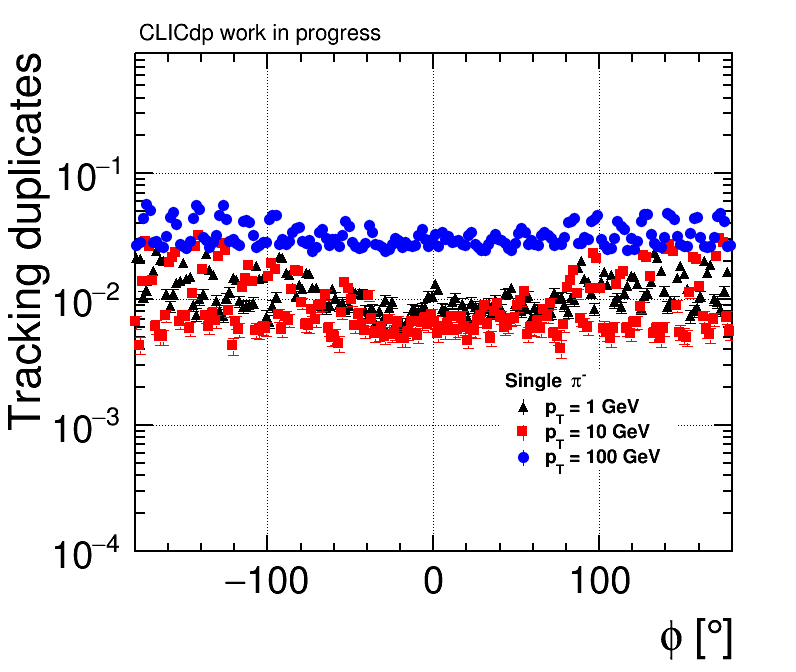 CLICdp work in progress
Tracking duplicates
10⁻¹
10⁻²
10⁻³
10⁻⁴
Single π⁻
p_T = 1 GeV
p_T = 10 GeV
p_T = 100 GeV
−100 0 100
ϕ [°]